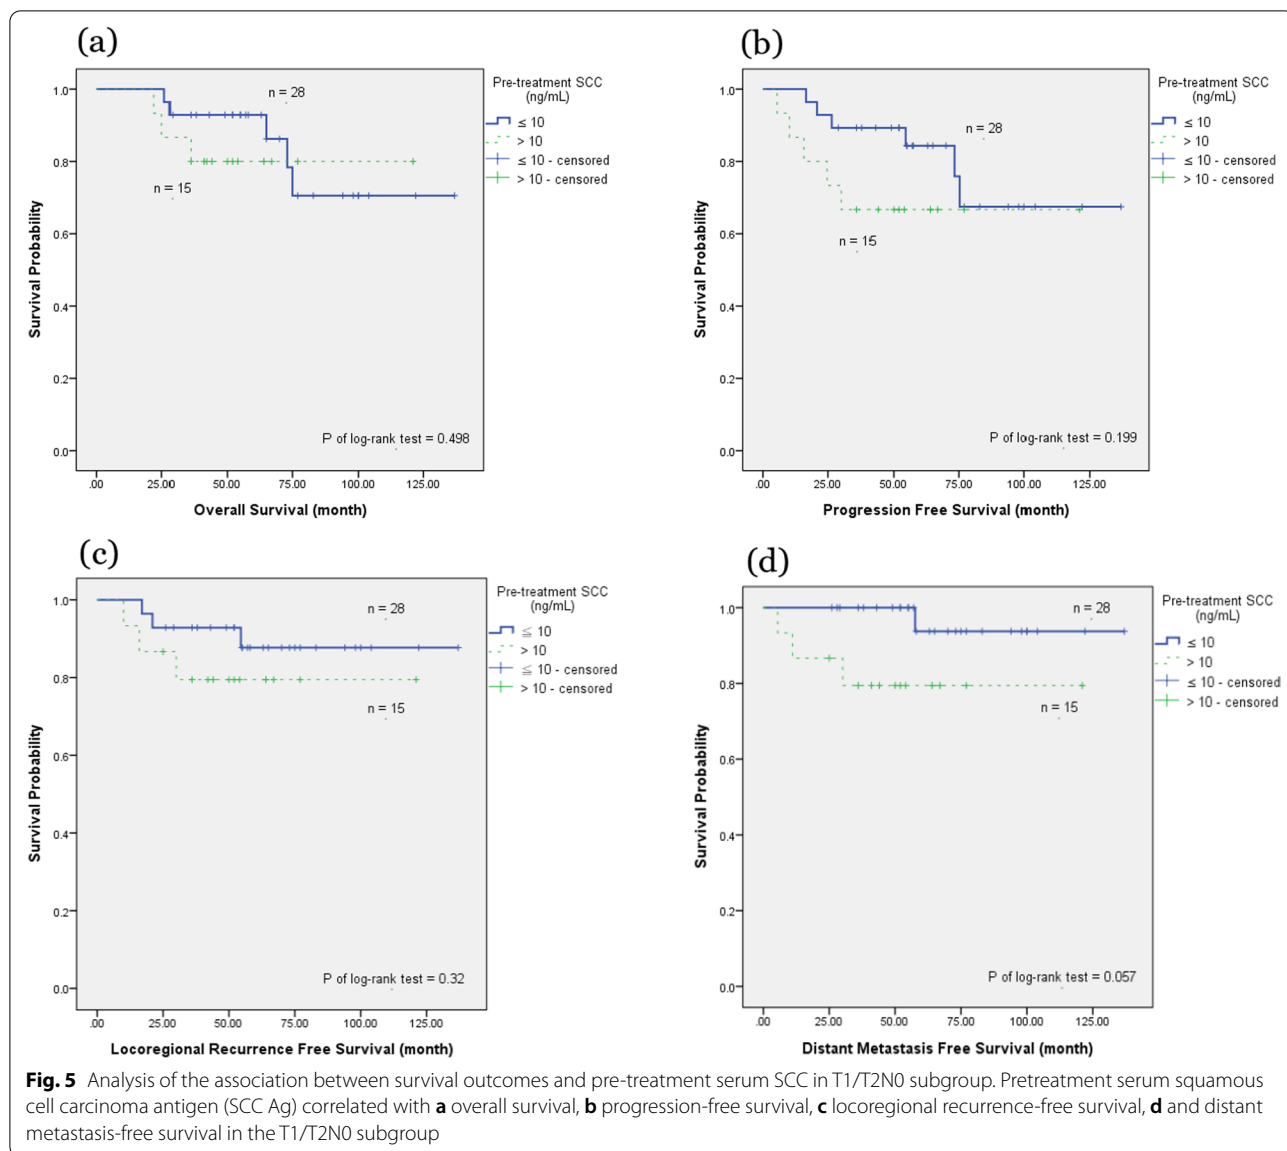 (a)
Pre-treatment SCC
(ng/mL)
≤ 10
> 10
≤ 10 - censored
> 10 - censored
n = 28
n = 15
1.0
0.8
0.6
0.4
0.2
0.0
Survival Probability
P of log-rank test = 0.498
.00 25.00 50.00 75.00 100.00 125.00
Overall Survival (month)
(b)
Pre-treatment SCC
(ng/mL)
≤ 10
> 10
≤ 10 - censored
> 10 - censored
n = 28
n = 15
1.0
0.8
0.6
0.4
0.2
0.0
Survival Probability
P of log-rank test = 0.199
.00 25.00 50.00 75.00 100.00 125.00
Progression Free Survival (month)
(c)
Pre-treatment SCC
(ng/mL)
≦ 10
> 10
≦ 10 - censored
> 10 - censored
n = 28
n = 15
1.0
0.8
0.6
0.4
0.2
0.0
Survival Probability
P of log-rank test = 0.32
.00 25.00 50.00 75.00 100.00 125.00
Locoregional Recurrence Free Survival (month)
(d)
Pre-treatment SCC
(ng/mL)
≤ 10
> 10
≤ 10 - censored
> 10 - censored
n = 28
n = 15
1.0
0.8
0.6
0.4
0.2
0.0
Survival Probability
P of log-rank test = 0.057
.00 25.00 50.00 75.00 100.00 125.00
Distant Metastasis Free Survival (month)
Fig. 5 Analysis of the association between survival outcomes and pre-treatment serum SCC in T1/T2N0 subgroup. Pretreatment serum squamous
cell carcinoma antigen (SCC Ag) correlated with a overall survival, b progression-free survival, c locoregional recurrence-free survival, d and distant
metastasis-free survival in the T1/T2N0 subgroup